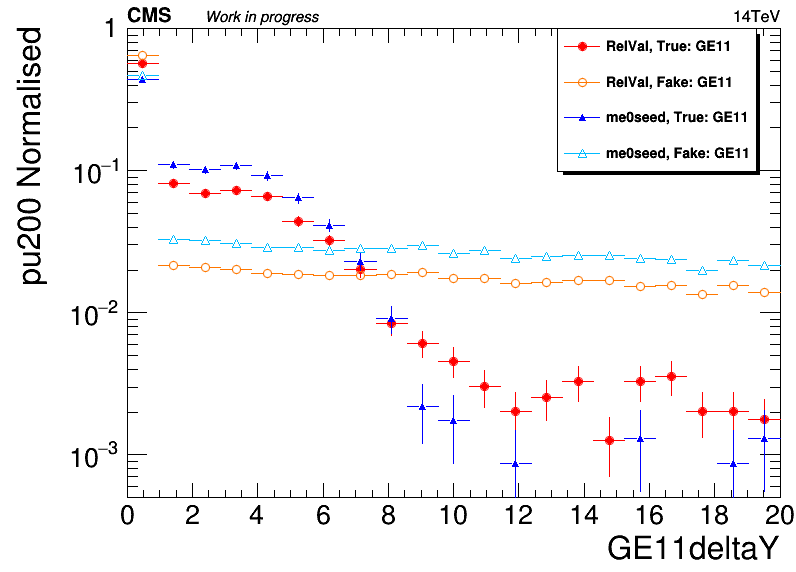 CMS Work in progress 14TeV
pu200 Normalised
1
10⁻¹
10⁻²
10⁻³
RelVal, True: GE11
RelVal, Fake: GE11
me0seed, True: GE11
me0seed, Fake: GE11
0 2 4 6 8 10 12 14 16 18 20
GE11deltaY